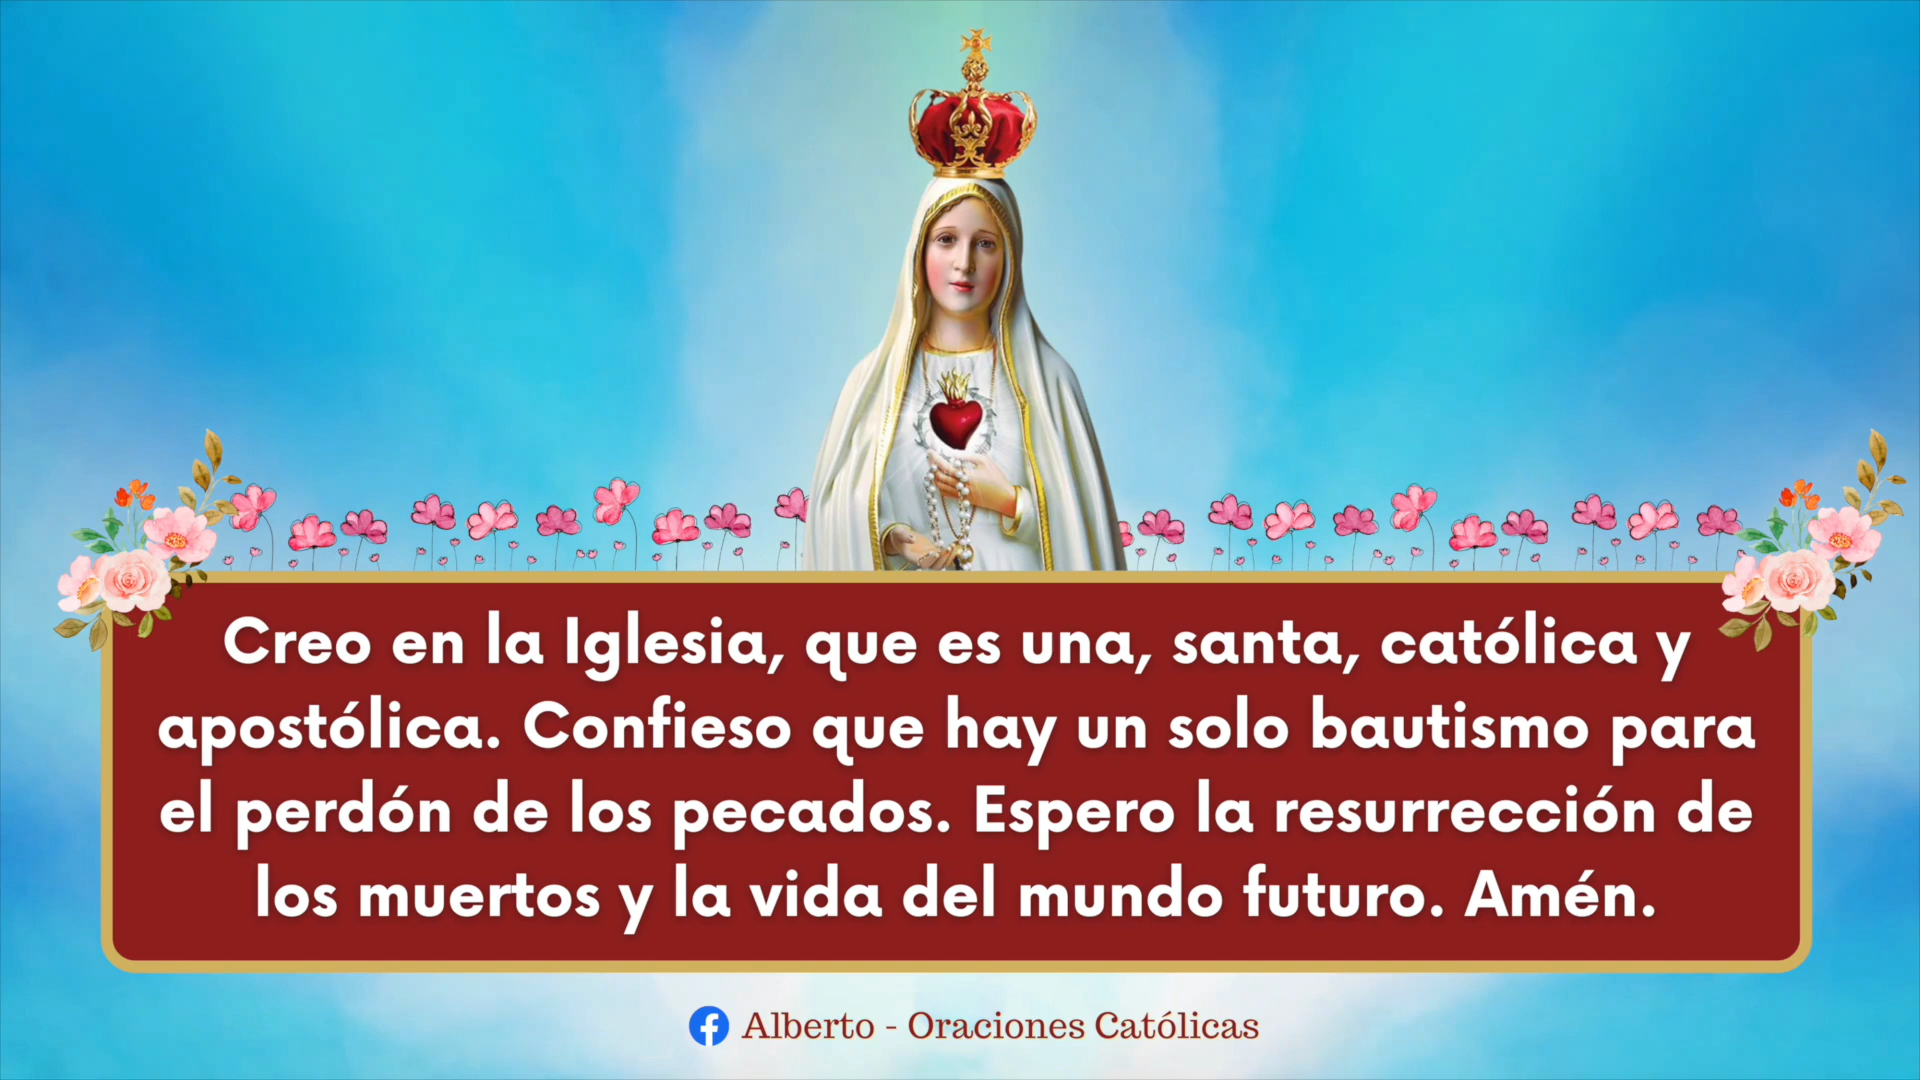 Creo en la Iglesia, que es una, santa, católica y
apostólica. Confieso que hay un solo bautismo para
el perdón de los pecados. Espero la resurrección de
los muertos y la vida del mundo futuro. Amén.
Alberto - Oraciones Católicas